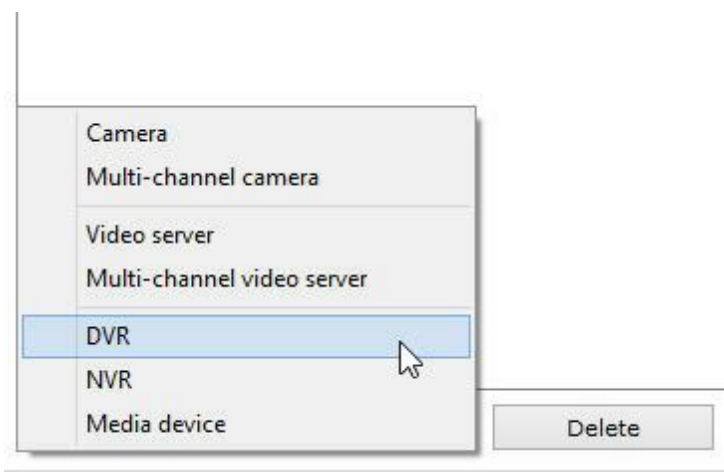 Camera
Multi-channel camera
Video server
Multi-channel video server
DVR
NVR
Media device
Delete